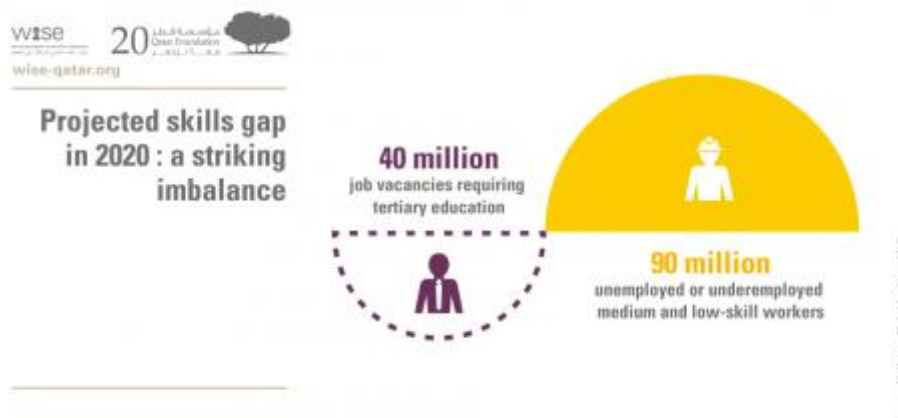 wise
20
Qatar Foundation
wise-qatar.org
Projected skills gap
in 2020 : a striking
imbalance
40 million
job vacancies requiring
tertiary education
90 million
unemployed or underemployed
medium and low-skill workers